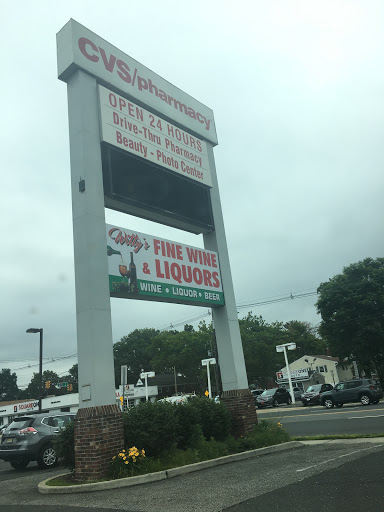 CVS/pharmacy
OPEN 24 HOURS
Drive-Thru Pharmacy
Beauty - Photo Center
Willy's FINE WINE
& LIQUORS
WINE • LIQUOR • BEER